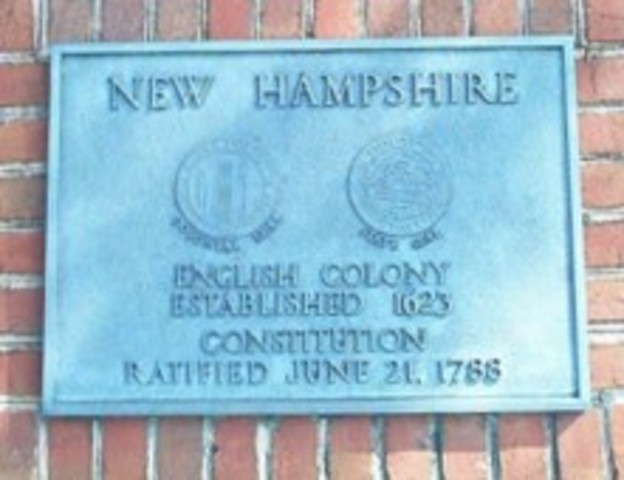 NEW HAMPSHIRE
ENGLISH COLONY
ESTABLISHED 1623
CONSTITUTION
RATIFIED JUNE 21, 1788